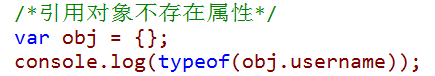 /*引用对象不存在属性*/
var obj = {};
console.log(typeof(obj.username));